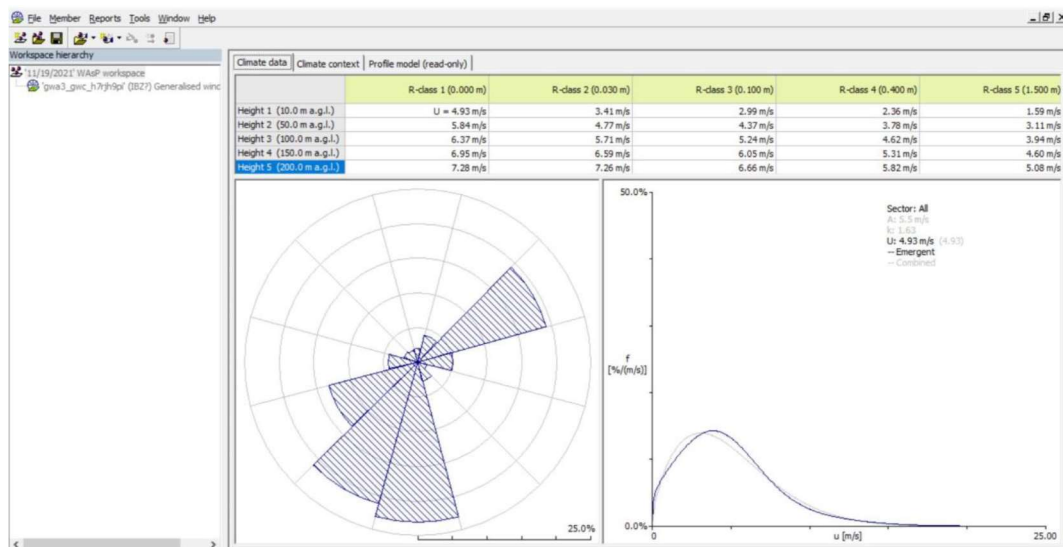 File Member Reports Tools Window Help
Workspace hierarchy
'11/19/2021' WAsP workspace
'gwa3_gwc_h7rjh9pi' (IBZ?) Generalised winc
Climate data Climate context Profile model (read-only)
R-class 1 (0.000 m) R-class 2 (0.030 m) R-class 3 (0.100 m) R-class 4 (0.400 m) R-class 5 (1.500 m)
Height 1 (10.0 m a.g.l.) U = 4.93 m/s 3.41 m/s 2.99 m/s 2.36 m/s 1.59 m/s
Height 2 (50.0 m a.g.l.) 5.84 m/s 4.77 m/s 4.37 m/s 3.78 m/s 3.11 m/s
Height 3 (100.0 m a.g.l.) 6.37 m/s 5.71 m/s 5.24 m/s 4.62 m/s 3.94 m/s
Height 4 (150.0 m a.g.l.) 6.95 m/s 6.59 m/s 6.05 m/s 5.31 m/s 4.60 m/s
Height 5 (200.0 m a.g.l.) 7.28 m/s 7.26 m/s 6.66 m/s 5.82 m/s 5.08 m/s
25.0%
50.0%
Sector: All
A: 5.5 m/s
k: 1.63
U: 4.93 m/s (4.93)
-- Emergent
-- Combined
f
[%/(m/s)]
0.0%
0 u [m/s] 25.00